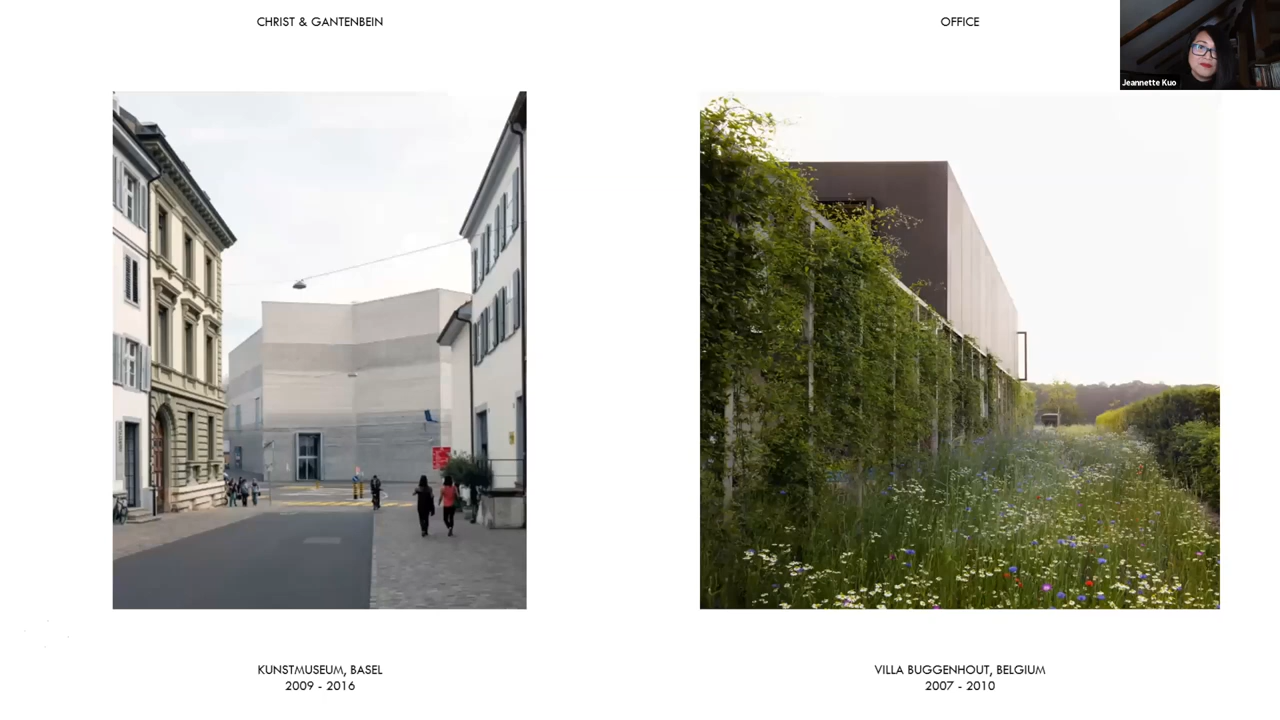 CHRIST & GANTENBEIN
OFFICE
Jeannette Kuo
KUNSTMUSEUM, BASEL
2009 - 2016
VILLA BUGGENHOUT, BELGIUM
2007 - 2010